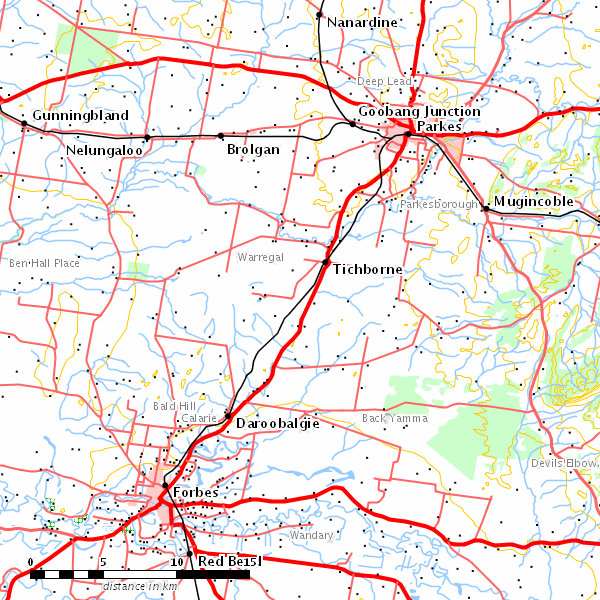 Nanardine
Deep Lead
Goobang Junction
Gunningbland
Parkes
Nelungaloo
Brolgan
Mugincoble
Parkesborough
Warregal
Ben Hall Place
Tichborne
Bald Hill
Calarie
Back Yamma
Daroobalgie
Devils Elbow
Forbes
Wandary
Red Be15l
0 5 10
distance in km